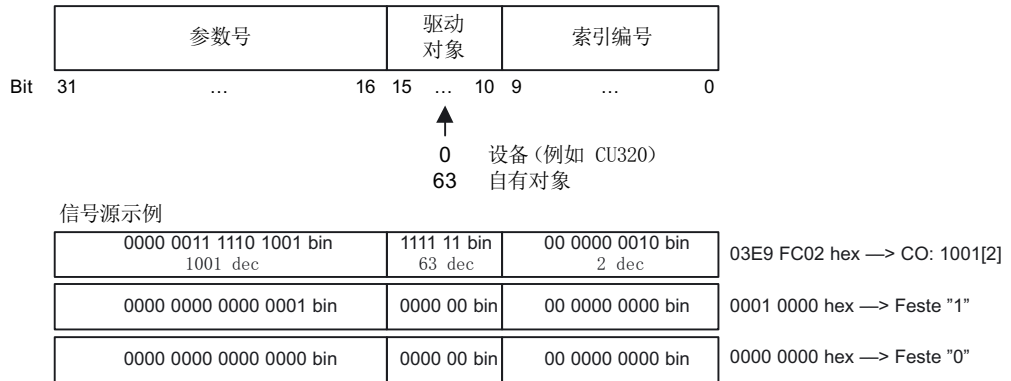 参数号 驱动 对象 索引编号
Bit 31 … 16 15 … 10 9 … 0
0 设备(例如 CU320)
63 自有对象
信号源示例
0000 0011 1110 1001 bin 1111 11 bin 00 0000 0010 bin
1001 dec 63 dec 2 dec
03E9 FC02 hex —> CO: 1001[2]
0000 0000 0000 0001 bin 0000 00 bin 00 0000 0000 bin 0001 0000 hex —> Feste ”1”
0000 0000 0000 0000 bin 0000 00 bin 00 0000 0000 bin 0000 0000 hex —> Feste ”0”